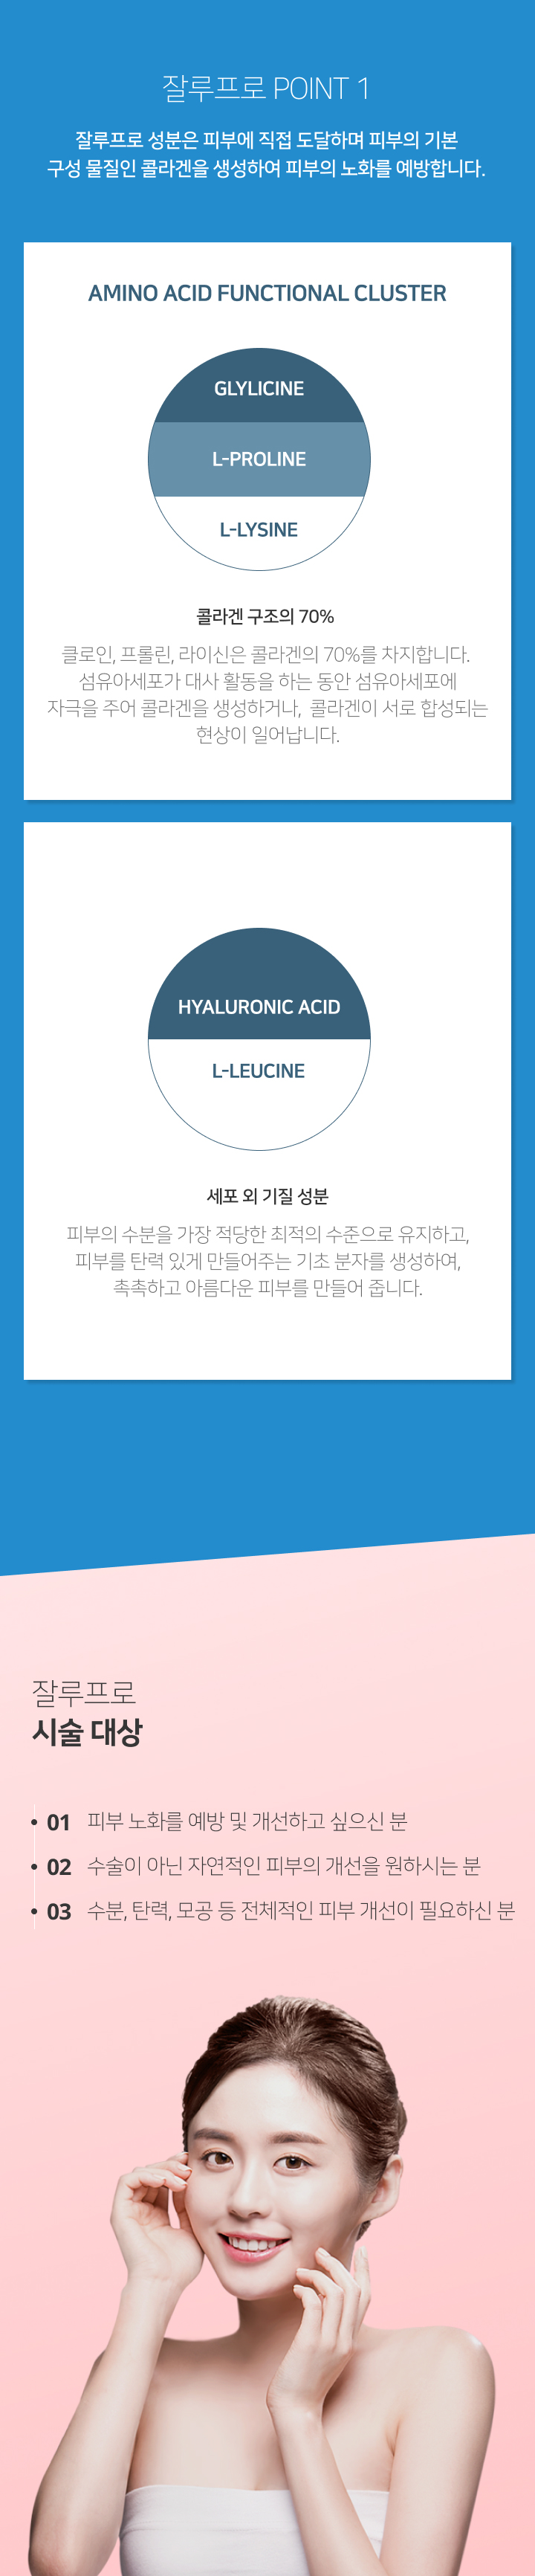 잘루프로 POINT 1
잘루프로 성분은 피부에 직접 도달하며 피부의 기본
구성 물질인 콜라겐을 생성하여 피부의 노화를 예방합니다.
AMINO ACID FUNCTIONAL CLUSTER
GLYLICINE
L-PROLINE
L-LYSINE
콜라겐 구조의 70%
클로인, 프롤린, 라이신은 콜라겐의 70%를 차지합니다.
섬유아세포가 대사 활동을 하는 동안 섬유아세포에
자극을 주어 콜라겐을 생성하거나, 콜라겐이 서로 합성되는
현상이 일어납니다.
HYALURONIC ACID
L-LEUCINE
세포 외 기질 성분
피부의 수분을 가장 적당한 최적의 수준으로 유지하고,
피부를 탄력 있게 만들어주는 기초 분자를 생성하여,
촉촉하고 아름다운 피부를 만들어 줍니다.
잘루프로
시술 대상
• 01 피부 노화를 예방 및 개선하고 싶으신 분
• 02 수술이 아닌 자연적인 피부의 개선을 원하시는 분
• 03 수분, 탄력, 모공 등 전체적인 피부 개선이 필요하신 분